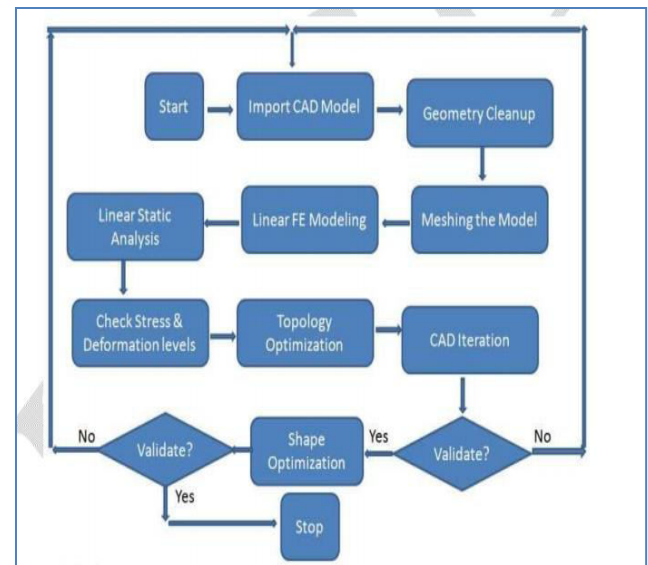 Start
Import CAD Model
Geometry Cleanup
Meshing the Model
Linear FE Modeling
Linear Static
Analysis
Check Stress &
Deformation levels
Topology
Optimization
CAD Iteration
Validate?
No
Yes
Shape
Optimization
Validate?
No
Yes
Stop